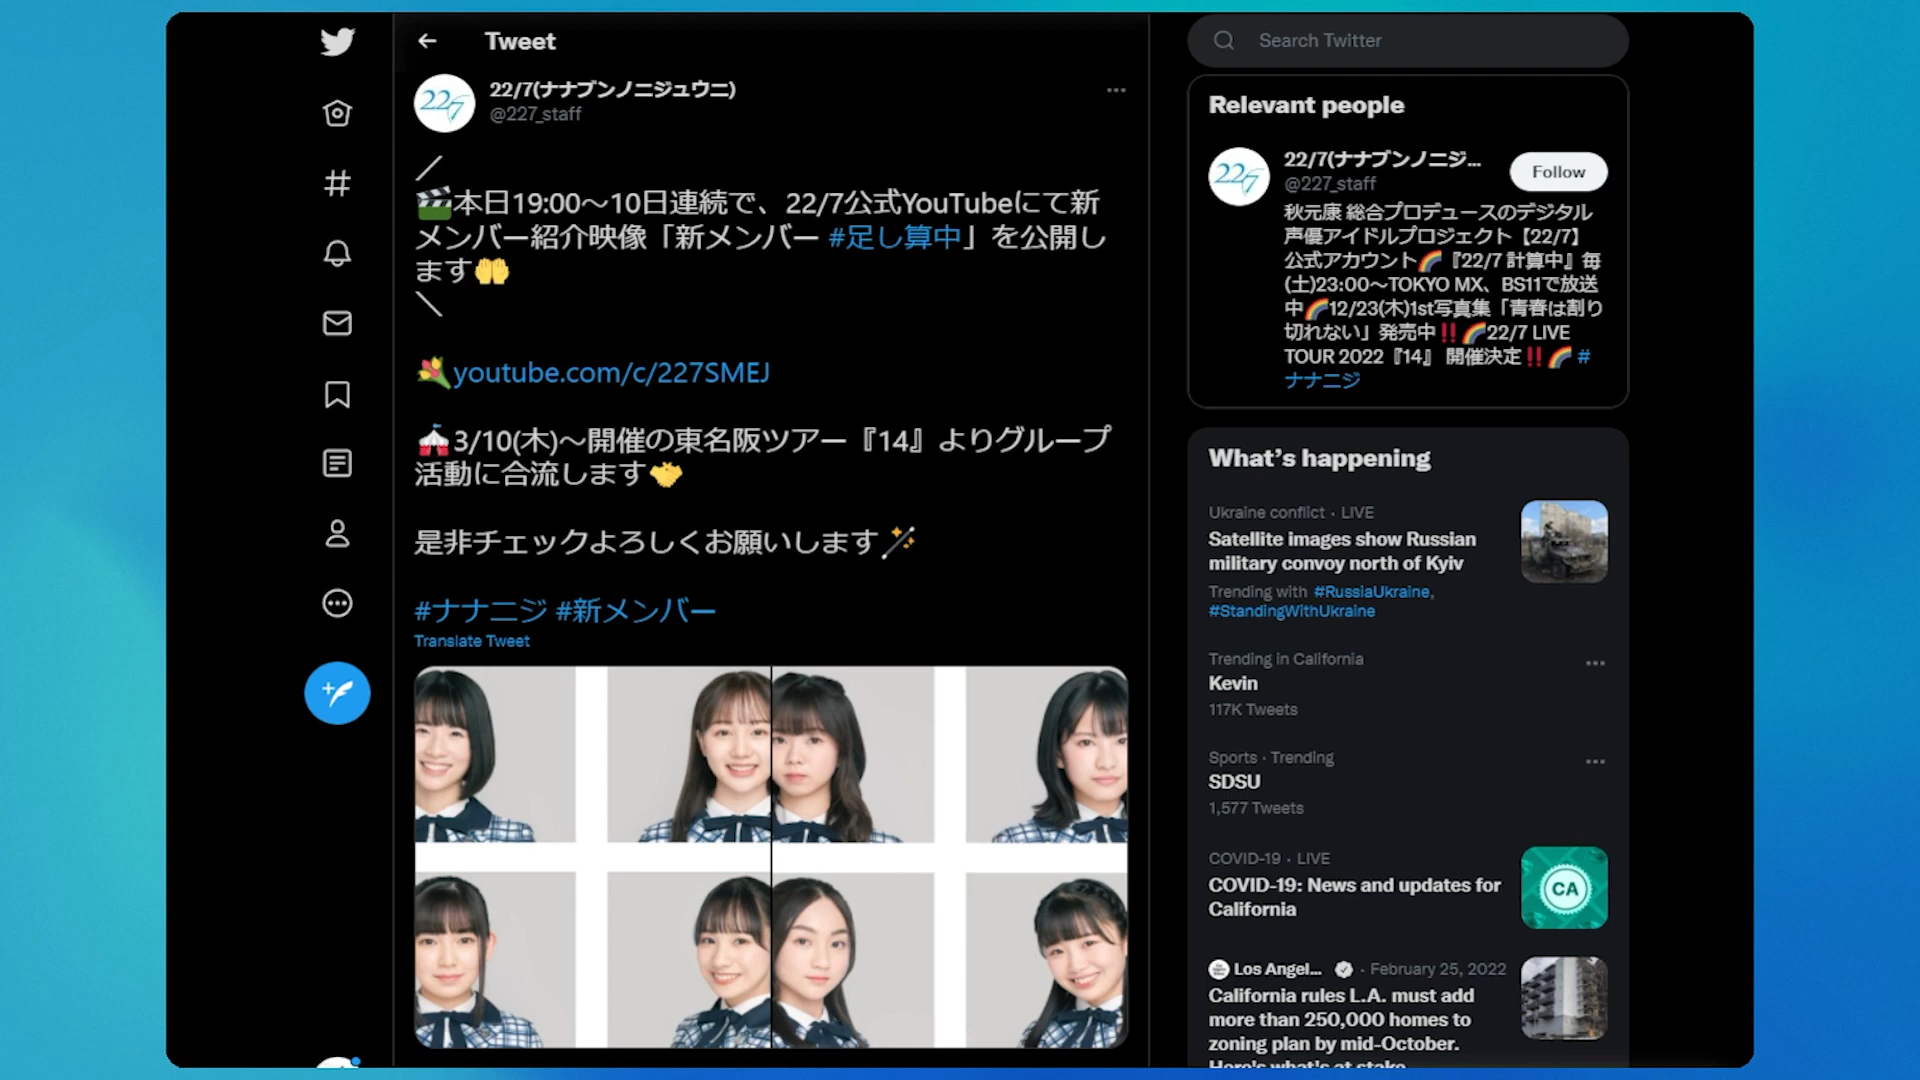 Tweet
22/7(ナナブンノニジュウニ)
@227_staff
／
🎬本日19:00〜10日連続で、22/7公式YouTubeにて新
メンバー紹介映像「新メンバー #足し算中」を公開し
ます🤲
＼
💐youtube.com/c/227SMEJ
🎪3/10(木)〜開催の東名阪ツアー『14』よりグループ
活動に合流します🤝
是非チェックよろしくお願いします🪄
#ナナニジ #新メンバー
Translate Tweet
Search Twitter
Relevant people
22/7(ナナブンノニジ...
@227_staff
Follow
秋元康 総合プロデュースのデジタル
声優アイドルプロジェクト【22/7】
公式アカウント🌈『22/7 計算中』毎
(土)23:00〜TOKYO MX、BS11で放送
中🌈12/23(木)1st写真集「青春は割り
切れない」発売中‼️🌈22/7 LIVE
TOUR 2022『14』 開催決定‼️🌈 #
ナナニジ
What's happening
Ukraine conflict · LIVE
Satellite images show Russian
military convoy north of Kyiv
Trending with #RussiaUkraine,
#StandingWithUkraine
Trending in California
Kevin
117K Tweets
Sports · Trending
SDSU
1,577 Tweets
COVID-19 · LIVE
COVID-19: News and updates for
California
CA
Los Angel... · February 25, 2022
California rules L.A. must add
more than 250,000 homes to
zoning plan by mid-October.
Here's what's at stake